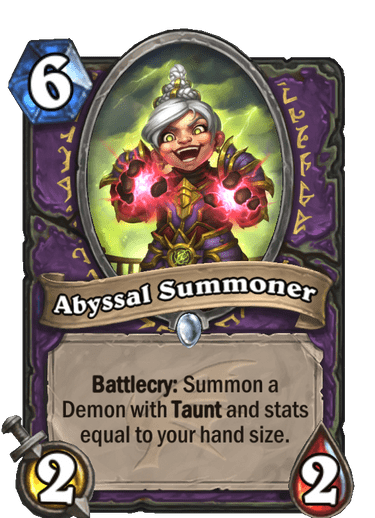 6
Abyssal Summoner
Battlecry: Summon a
Demon with Taunt and stats
equal to your hand size.
2
2